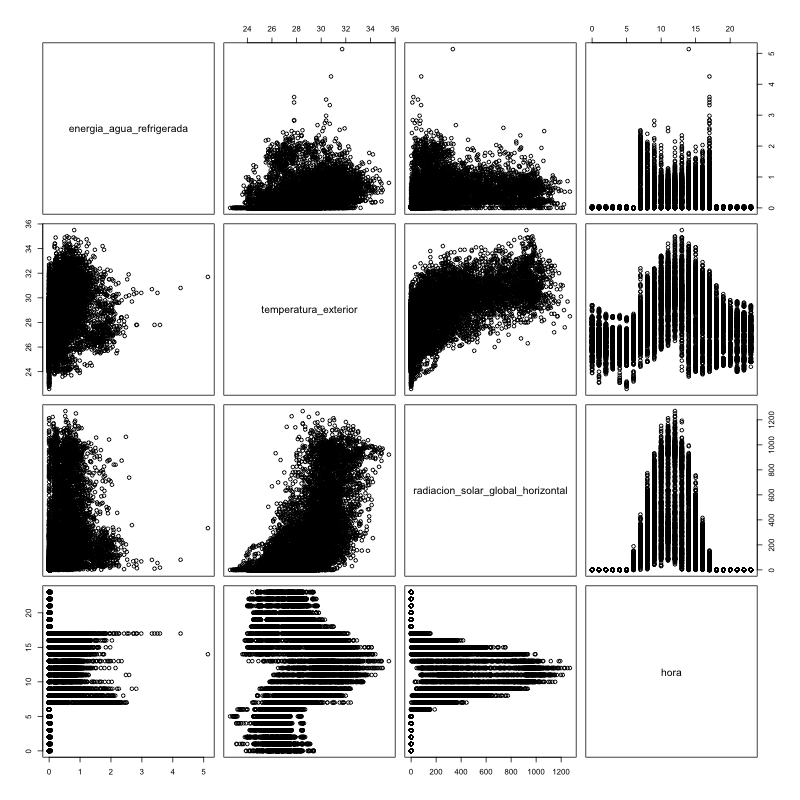 24 26 28 30 32 34 36 0 5 10 15 20
energia_agua_refrigerada 0 1 2 3 4 5
24 26 28 30 32 34 36 temperatura_exterior
radiacion_solar_global_horizontal 0 200 400 600 800 1000 1200
0 5 10 15 20 hora
0 1 2 3 4 5 0 200 400 600 800 1000 1200